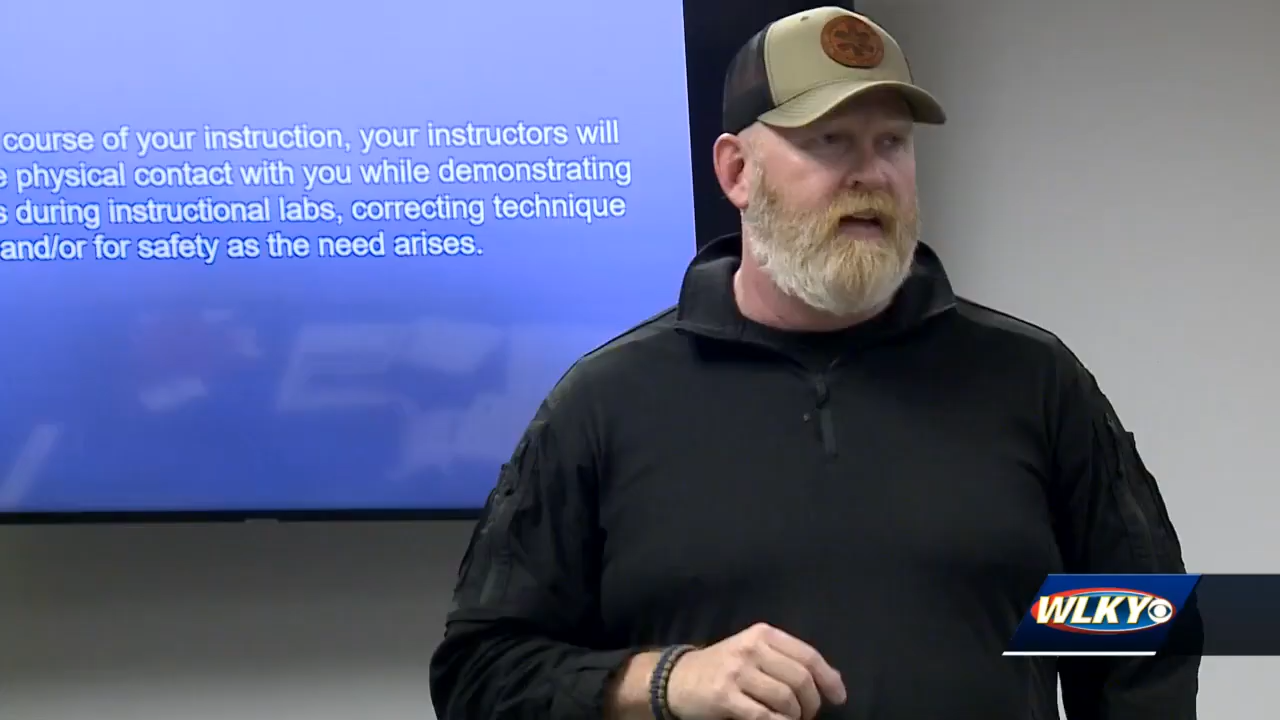 course of your instruction, your instructors will
physical contact with you while demonstrating
during instructional labs, correcting technique
and/or for safety as the need arises.
WLKY